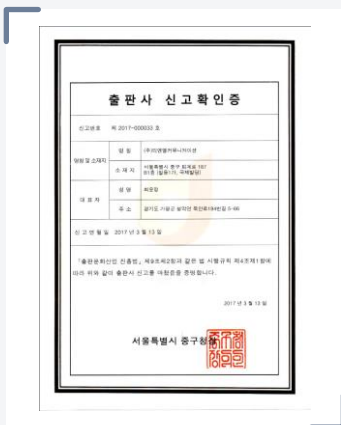 출판사 신고확인증
신고번호 제 2017-000033 호
명칭 및 소재지
명 칭
소 재 지 서울특별시 중구 퇴계로 187
대 표 자
성 명
주 소
신 고 연 월 일 2017 년 3 월 13 일
「출판문화산업 진흥법」 제9조제2항과 같은 법 시행규칙 제4조제1항에
따라 위와 같이 출판사 신고를 마쳤음을 증명합니다.
2017 년 3 월 13 일
서울특별시 중구청장